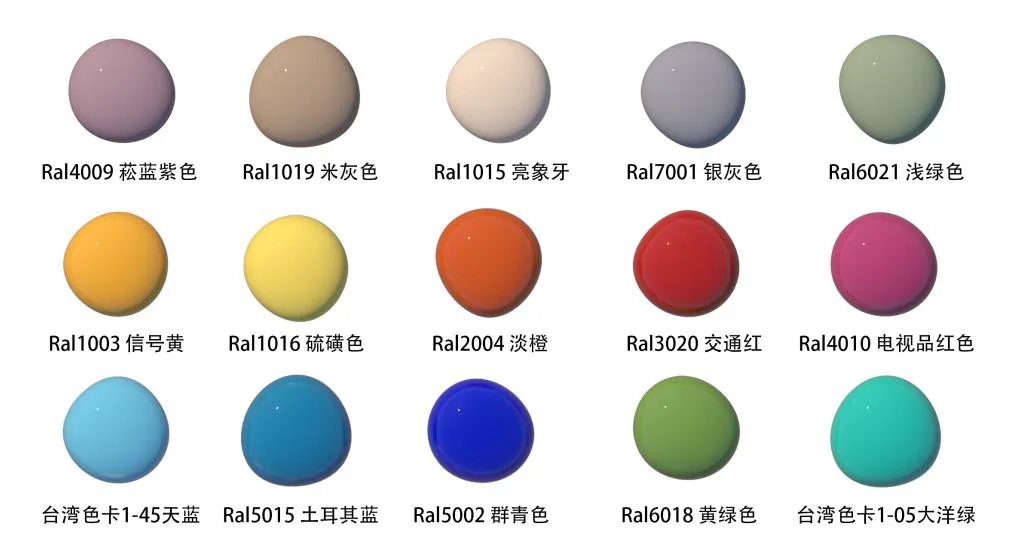 Ral4009 菘蓝紫色
Ral1019 米灰色
Ral1015 亮象牙
Ral7001 银灰色
Ral6021 浅绿色
Ral1003 信号黄
Ral1016 硫磺色
Ral2004 淡橙
Ral3020 交通红
Ral4010 电视品红色
台湾色卡1-45天蓝
Ral5015 土耳其蓝
Ral5002 群青色
Ral6018 黄绿色
台湾色卡1-05大洋绿